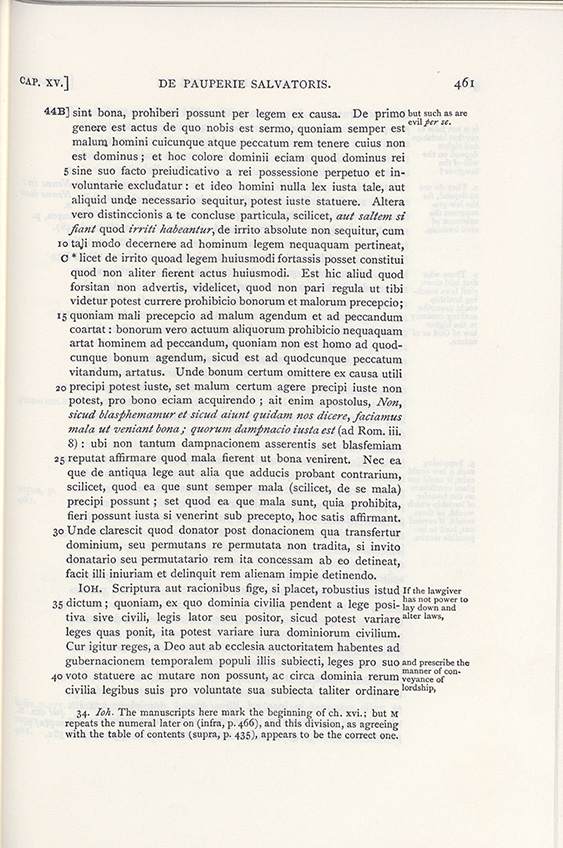 CAP. XV.] DE PAUPERIE SALVATORIS. 461
44B] sint bona, prohiberi possunt per legem ex causa. De primo
but such as are
genere est actus de quo nobis est sermo, quoniam semper est
evil per se.
malum homini cuicunque atque peccatum rem tenere cuius non
est dominus; et hoc colore dominii eciam quod dominus rei
5 sine suo facto preiudicativo a rei possessione perpetuo et in-
voluntarie excludatur: et ideo homini nulla lex iusta tale, aut
aliquid unde necessario sequitur, potest iuste statuere. Altera
vero distinccionis a te concluse particula, scilicet, aut saltem si
fiant quod irriti habeantur, de irrito absolute non sequitur, cum
10 tali modo decernere ad hominum legem nequaquam pertineat,
C * licet de irrito quoad legem huiusmodi fortassis posset constitui
quod non aliter fierent actus huiusmodi. Est hic aliud quod
forsitan non advertis, videlicet, quod non pari regula ut tibi
videtur potest currere prohibicio bonorum et malorum precepcio;
15 quoniam mali precepcio ad malum agendum et ad peccandum
coartat: bonorum vero actuum aliquorum prohibicio nequaquam
artat hominem ad peccandum, quoniam non est homo ad quod-
cunque bonum agendum, sicud est ad quodcunque peccatum
vitandum, artatus. Unde bonum certum omittere ex causa utili
20 precipi potest iuste, set malum certum agere precipi iuste non
potest, pro bono eciam acquirendo; ait enim apostolus, Non,
sicud blasphemamur et sicud aiunt quidam nos dicere, faciamus
mala ut veniant bona; quorum dampnacio iusta est (ad Rom. iii.
8): ubi non tantum dampnacionem asserentis set blasfemiam
25 reputat affirmare quod mala fierent ut bona venirent. Nec ea
que de antiqua lege aut alia que adducis probant contrarium,
scilicet, quod ea que sunt semper mala (scilicet, de se mala)
precipi possunt; set quod ea que mala sunt, quia prohibita,
fieri possunt iusta si venerint sub precepto, hoc satis affirmant.
30 Unde clarescit quod donator post donacionem qua transfertur
dominium, seu permutans re permutata non tradita, si invito
donatario seu permutatario rem ita concessam ab eo detineat,
facit illi iniuriam et delinquit rem alienam impie detinendo.
IOH. Scriptura aut racionibus fige, si placet, robustius istud
If the lawgiver
35 dictum; quoniam, ex quo dominia civilia pendent a lege posi-
has not power to
lay down and
tiva sive civili, legis lator seu positor, sicud potest variare
alter laws,
leges quas ponit, ita potest variare iura dominiorum civilium.
Cur igitur reges, a Deo aut ab ecclesia auctoritatem habentes ad
gubernacionem temporalem populi illis subiecti, leges pro suo
and prescribe the
manner of con-
40 voto statuere ac mutare non possunt, ac circa dominia rerum
veyance of
civilia legibus suis pro voluntate sua subiecta taliter ordinare
lordship,
34. Ioh. The manuscripts here mark the beginning of ch. xvi.; but M
repeats the numeral later on (infra, p. 466), and this division, as agreeing
with the table of contents (supra, p. 435), appears to be the correct one.